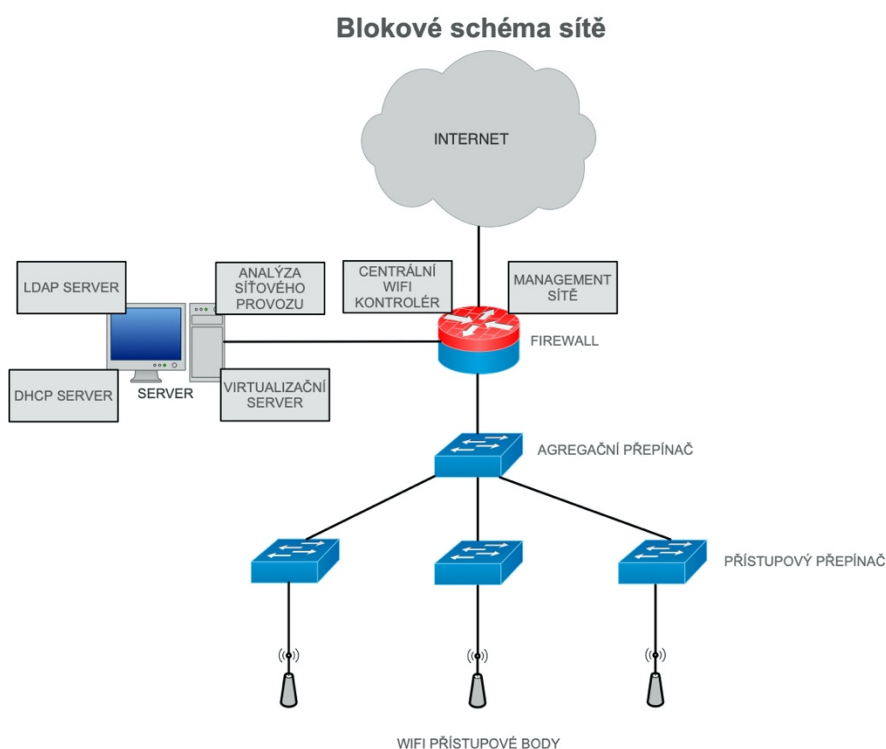 Blokové schéma sítě
INTERNET
LDAP SERVER
ANALÝZA
SÍŤOVÉHO
PROVOZU
CENTRÁLNÍ
WIFI
KONTROLÉR
MANAGEMENT
SÍTĚ
FIREWALL
DHCP SERVER
SERVER
VIRTUALIZAČNÍ
SERVER
AGREGAČNÍ PŘEPÍNAČ
PŘÍSTUPOVÝ PŘEPÍNAČ
WIFI PŘÍSTUPOVÉ BODY